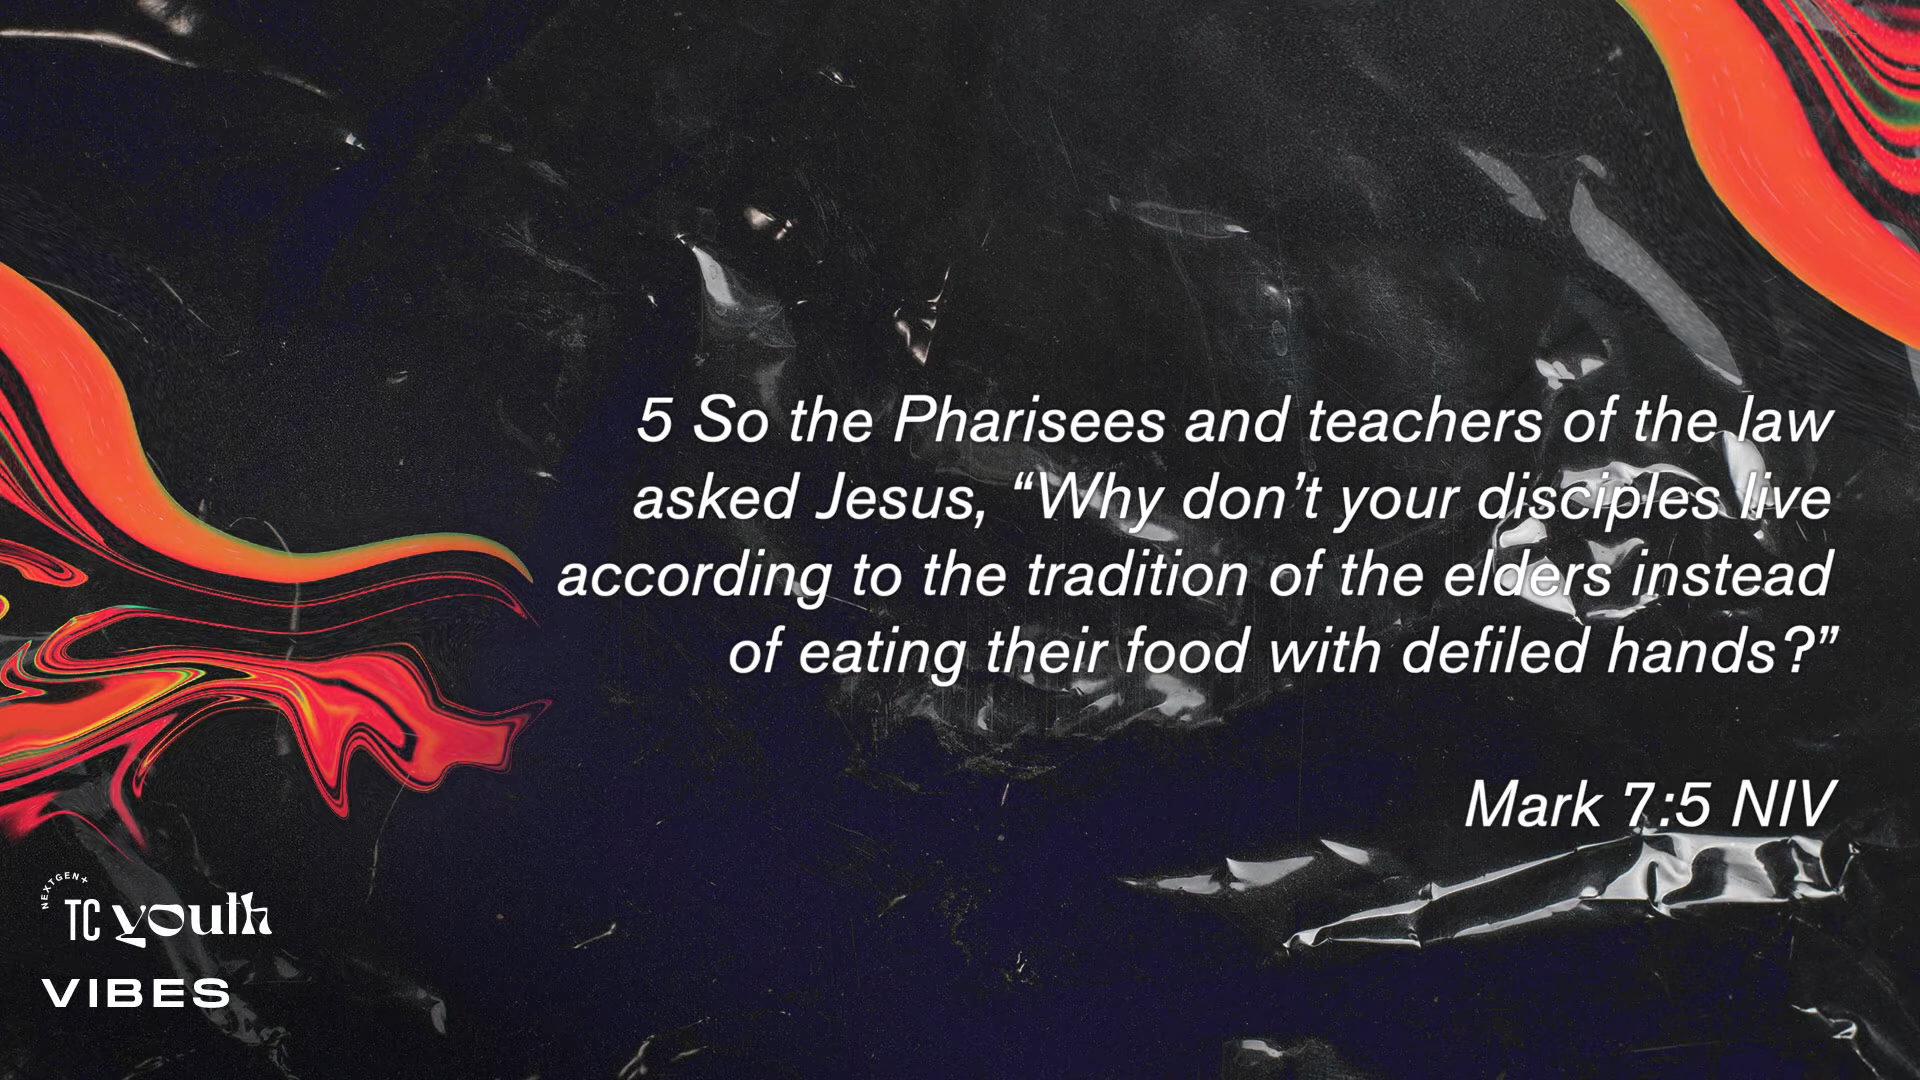 5 So the Pharisees and teachers of the law
asked Jesus, “Why don’t your disciples live
according to the tradition of the elders instead
of eating their food with defiled hands?”
Mark 7:5 NIV
NEXTGEN+
TC youth
VIBES